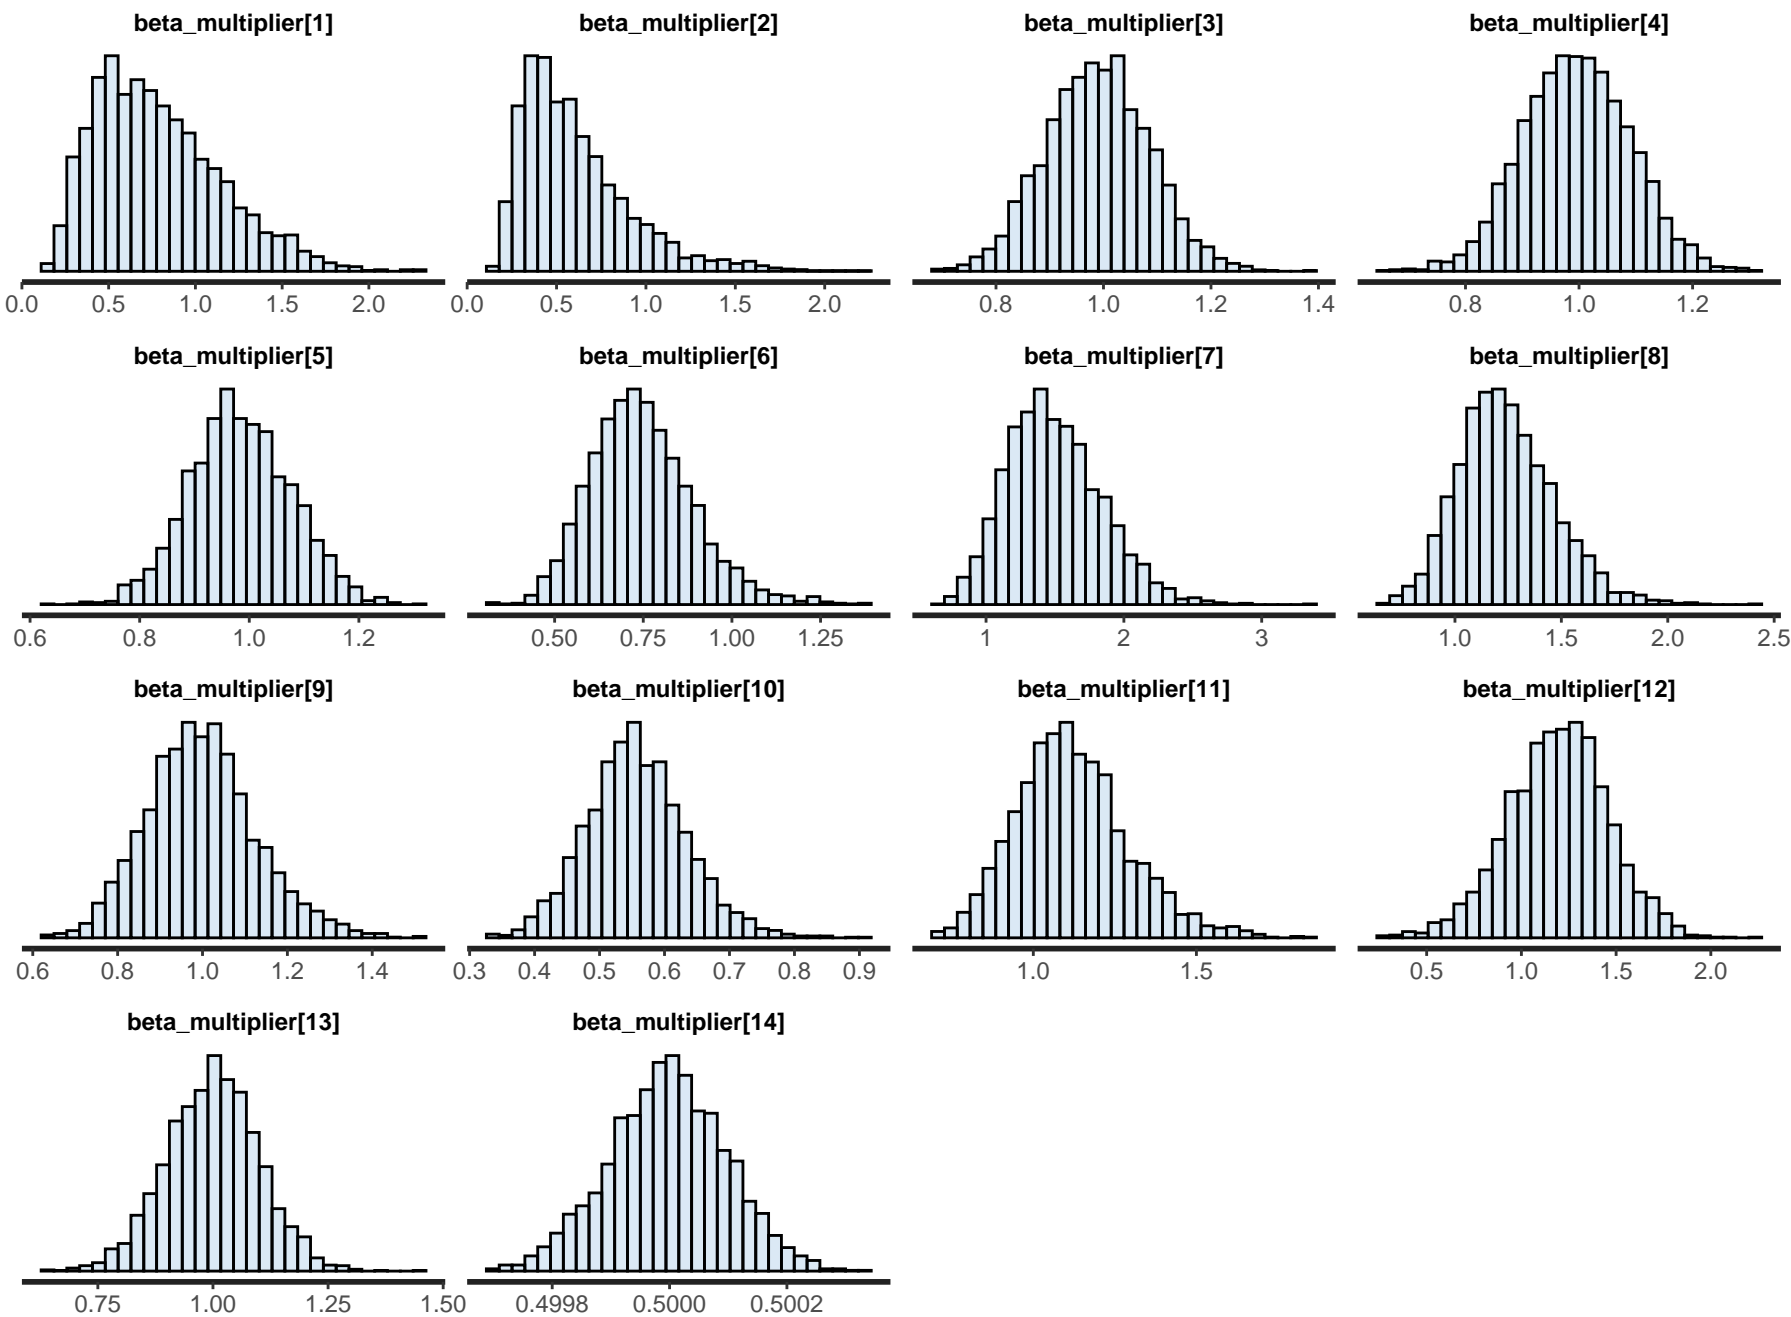 beta_multiplier[1] beta_multiplier[2] beta_multiplier[3] beta_multiplier[4]
0.0 0.5 1.0 1.5 2.0 0.0 0.5 1.0 1.5 2.0 0.8 1.0 1.2 1.4 0.8 1.0 1.2
beta_multiplier[5] beta_multiplier[6] beta_multiplier[7] beta_multiplier[8]
0.6 0.8 1.0 1.2 0.50 0.75 1.00 1.25 1 2 3 1.0 1.5 2.0 2.5
beta_multiplier[9] beta_multiplier[10] beta_multiplier[11] beta_multiplier[12]
0.6 0.8 1.0 1.2 1.4 0.3 0.4 0.5 0.6 0.7 0.8 0.9 1.0 1.5 0.5 1.0 1.5 2.0
beta_multiplier[13] beta_multiplier[14]
0.75 1.00 1.25 1.50 0.4998 0.5000 0.5002